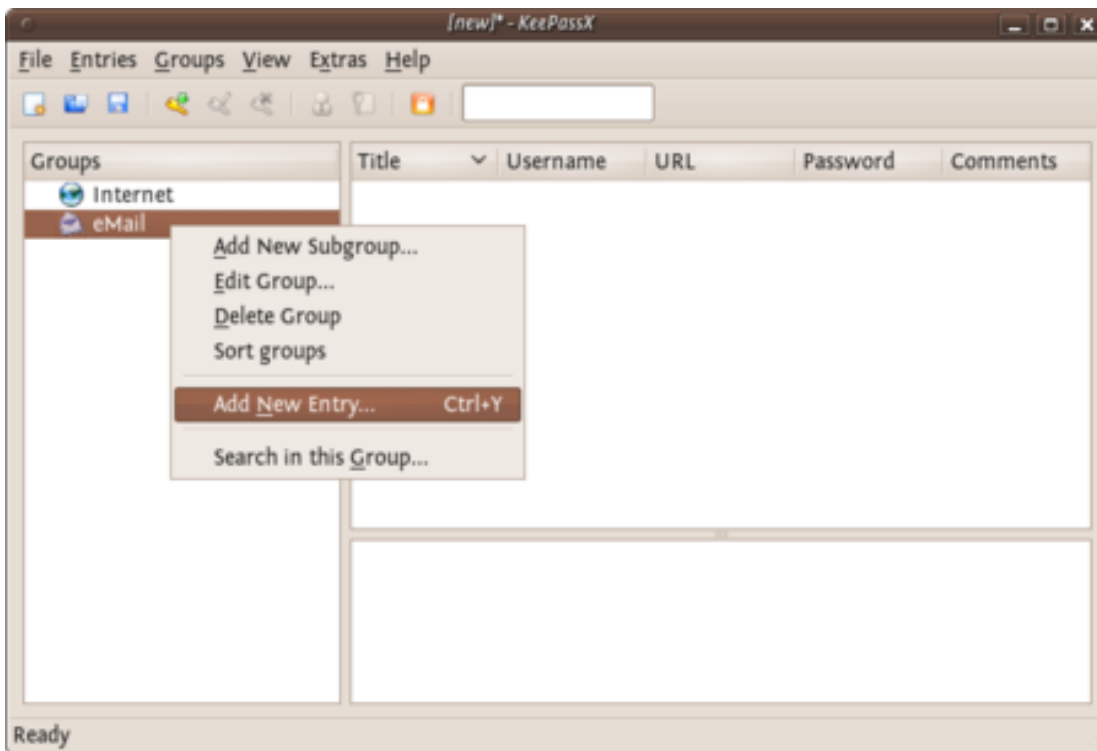 [new]* - KeePassX
File Entries Groups View Extras Help
Groups
Title Username URL Password Comments
Internet
eMail
Add New Subgroup...
Edit Group...
Delete Group
Sort groups
Add New Entry... Ctrl+Y
Search in this Group...
Ready